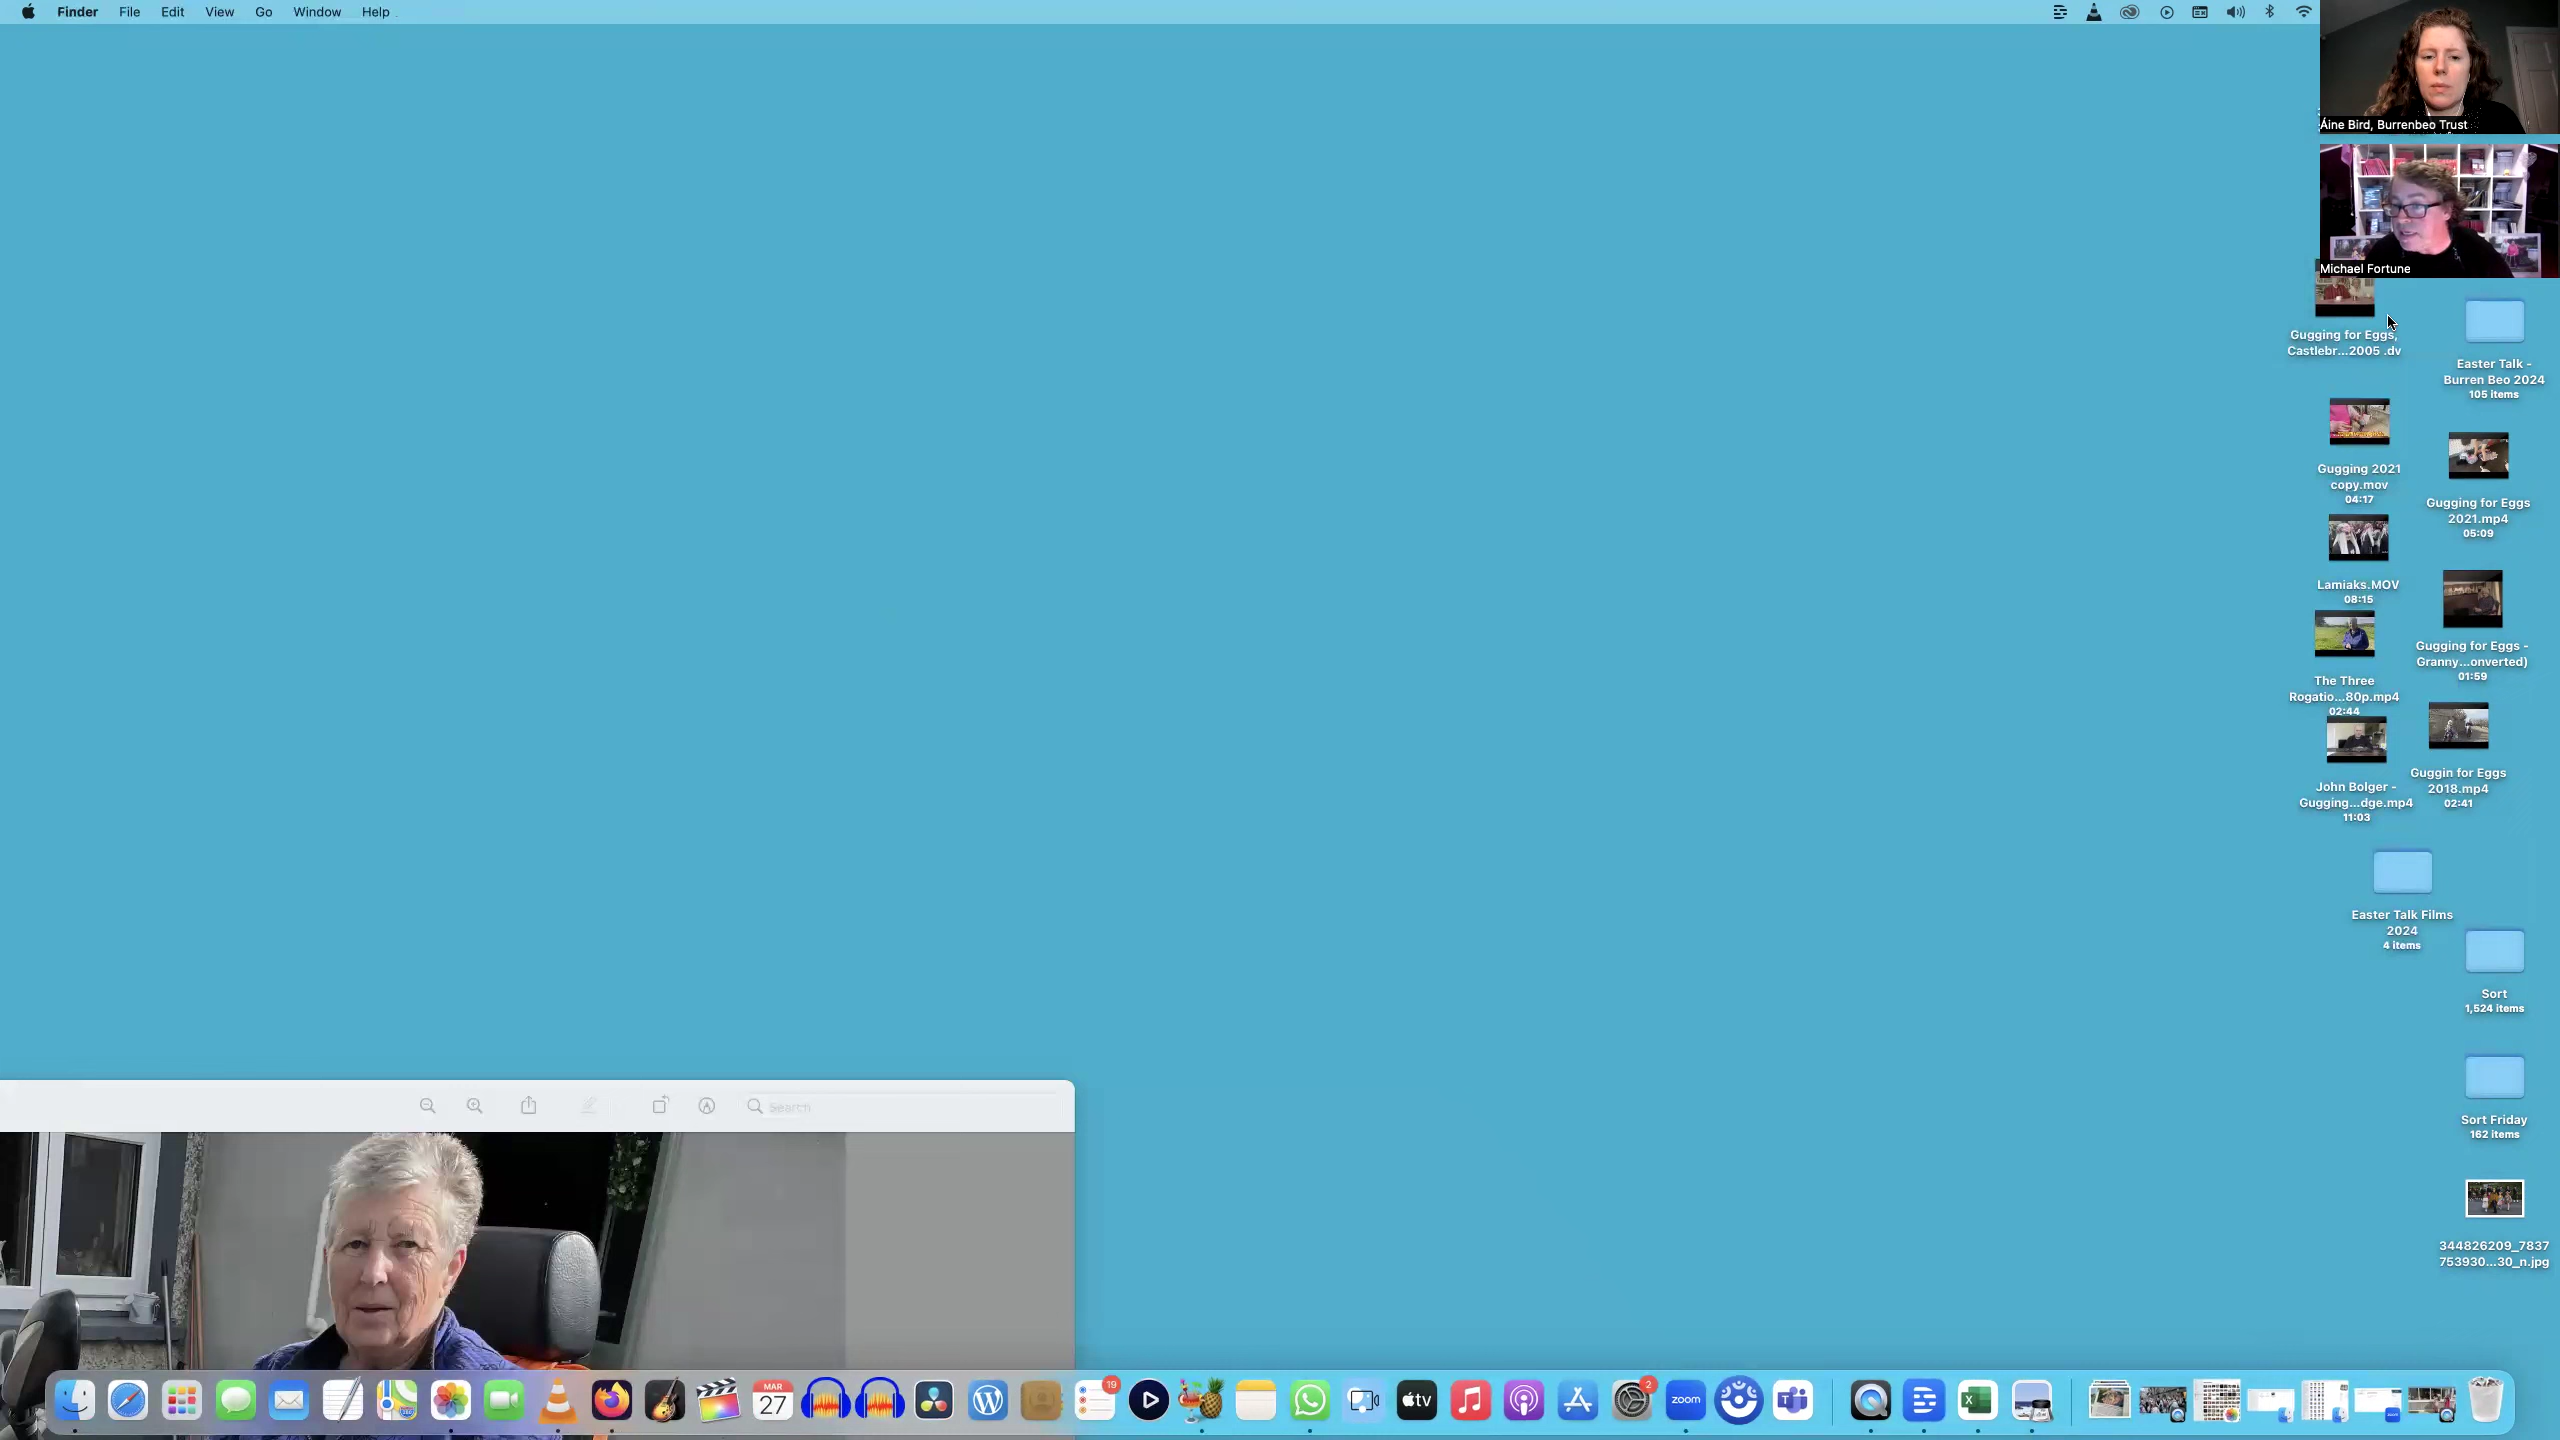 Finder File Edit View Go Window Help
Áine Bird, Burrenbeo Trust
Michael Fortune
Gugging for Eggs,
Castlebr...2005 .dv
Easter Talk -
Burren Beo 2024
105 items
Gugging 2021
copy.mov
04:17
Gugging for Eggs
2021.mp4
05:09
Lamiaks.MOV
08:15
Gugging for Eggs -
Granny...onverted)
01:59
The Three
Rogatio...80p.mp4
02:44
Guggin for Eggs
2018.mp4
02:41
John Bolger -
Gugging...dge.mp4
11:03
Easter Talk Films
2024
4 items
Sort
1,524 items
Sort Friday
162 items
344826209_7837
753930...30_n.jpg
Search
MAR
27
19
tv
2
zoom